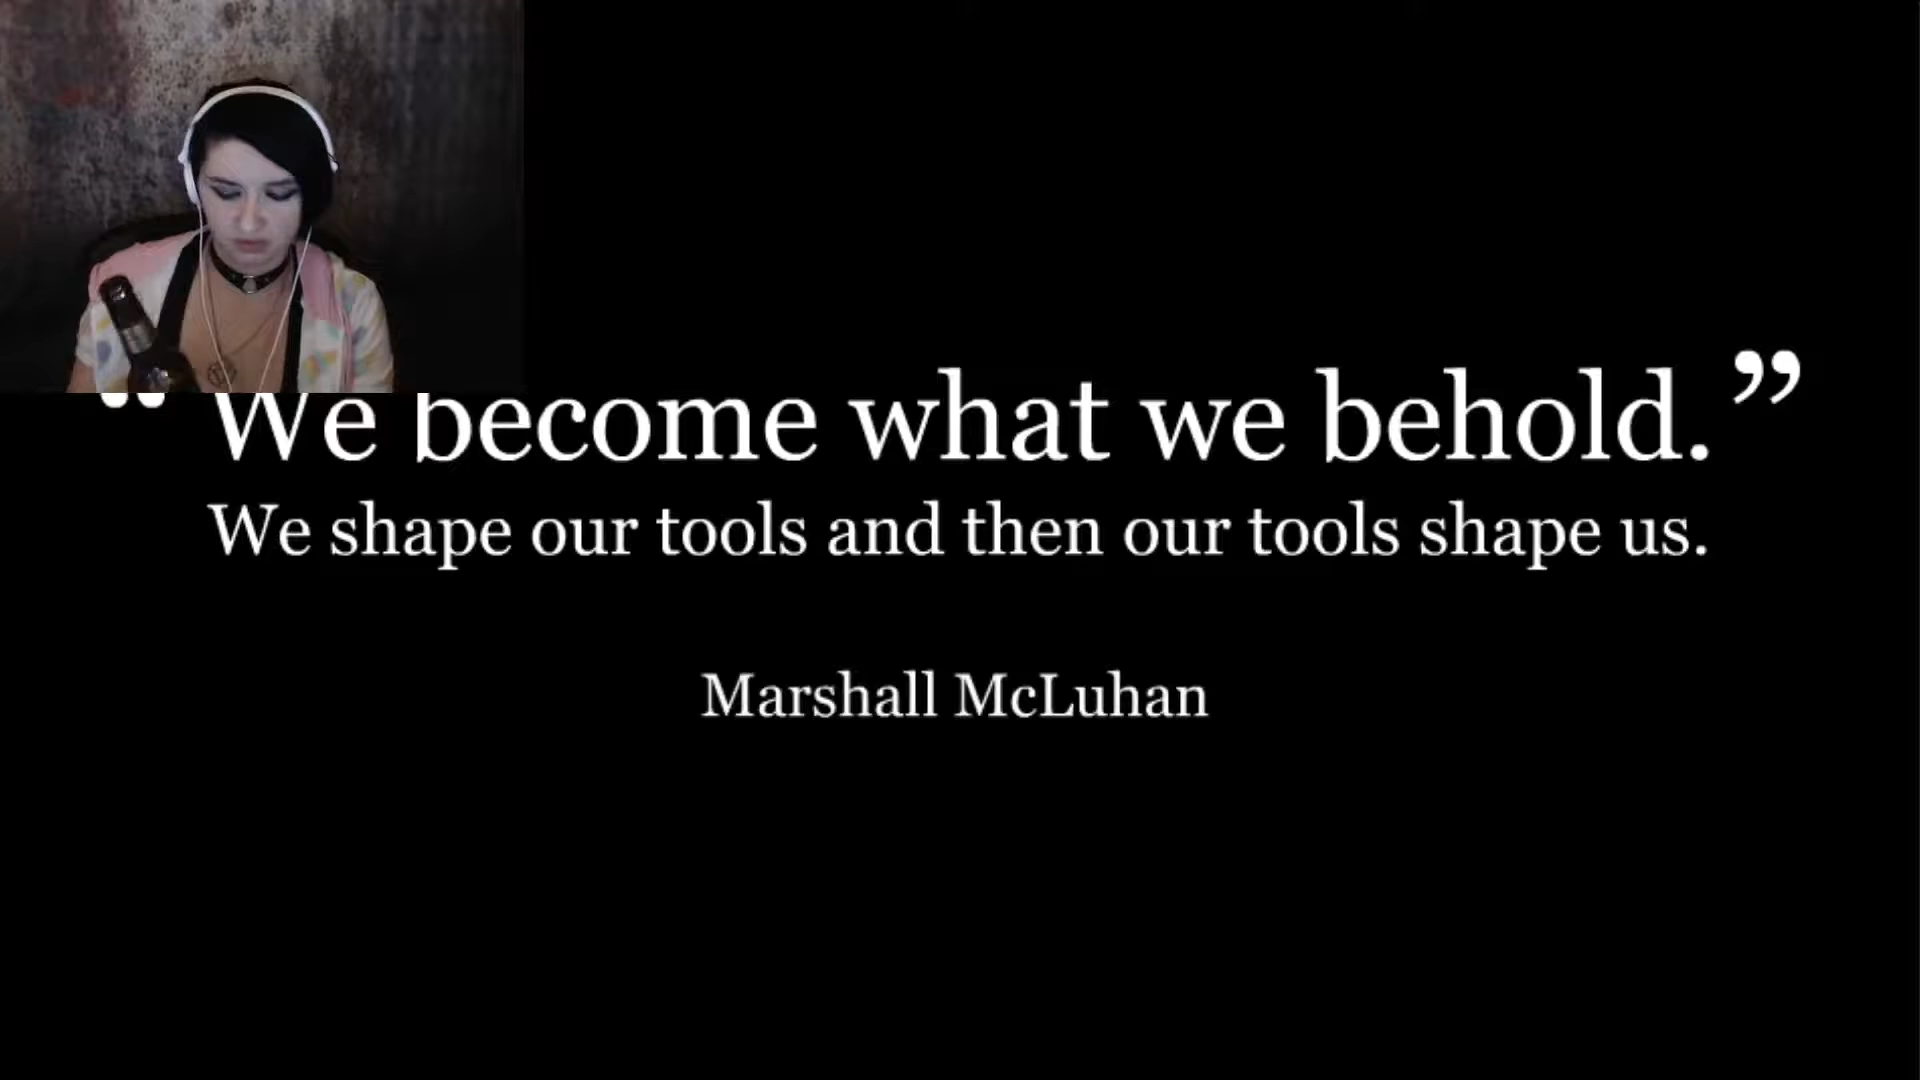 “We become what we behold.”
We shape our tools and then our tools shape us.
Marshall McLuhan